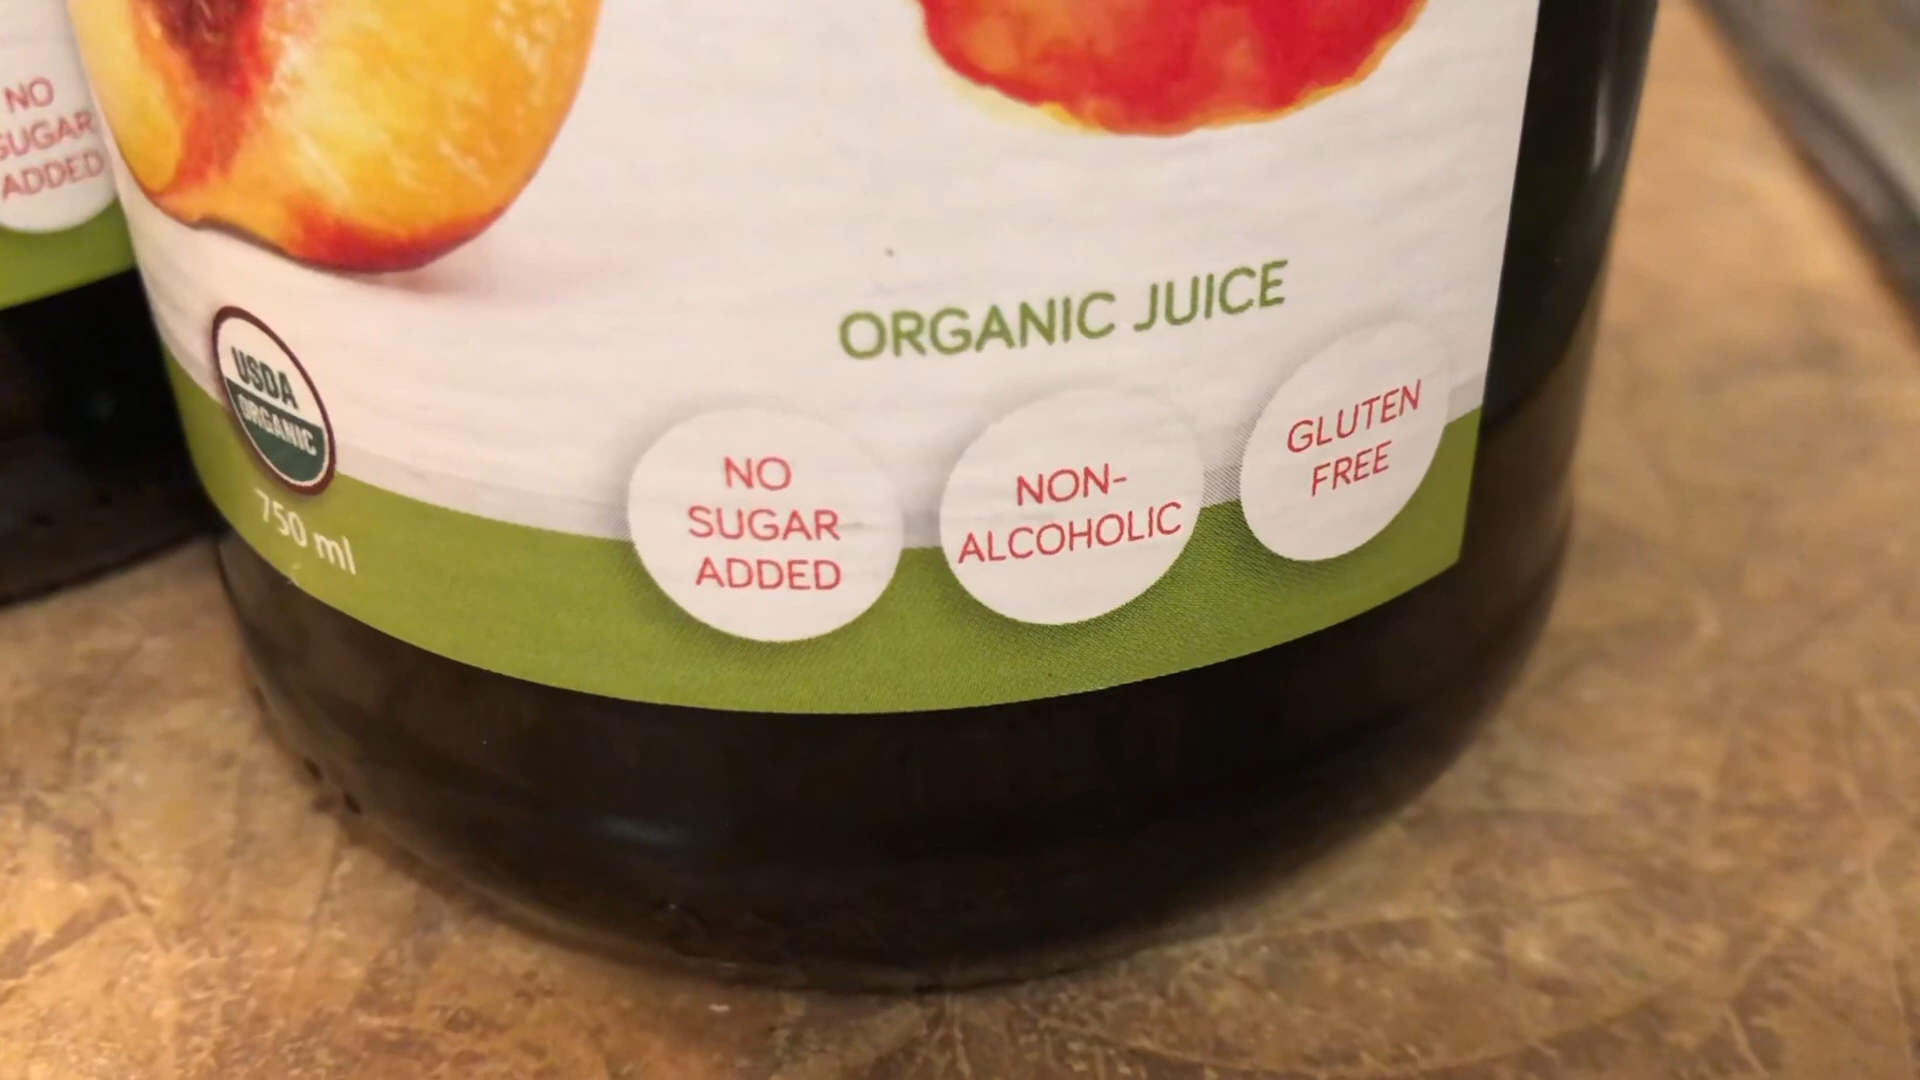 NO
SUGAR
ADDED
ORGANIC JUICE
USDA
ORGANIC
750 ml
NO
SUGAR
ADDED
NON-
ALCOHOLIC
GLUTEN
FREE